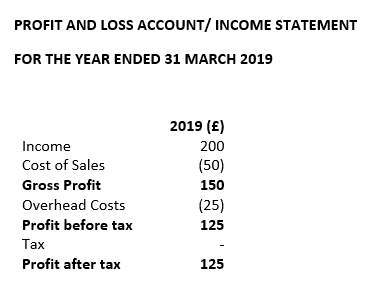 PROFIT AND LOSS ACCOUNT/ INCOME STATEMENT
FOR THE YEAR ENDED 31 MARCH 2019
2019 (£)
Income 200
Cost of Sales (50)
Gross Profit 150
Overhead Costs (25)
Profit before tax 125
Tax -
Profit after tax 125